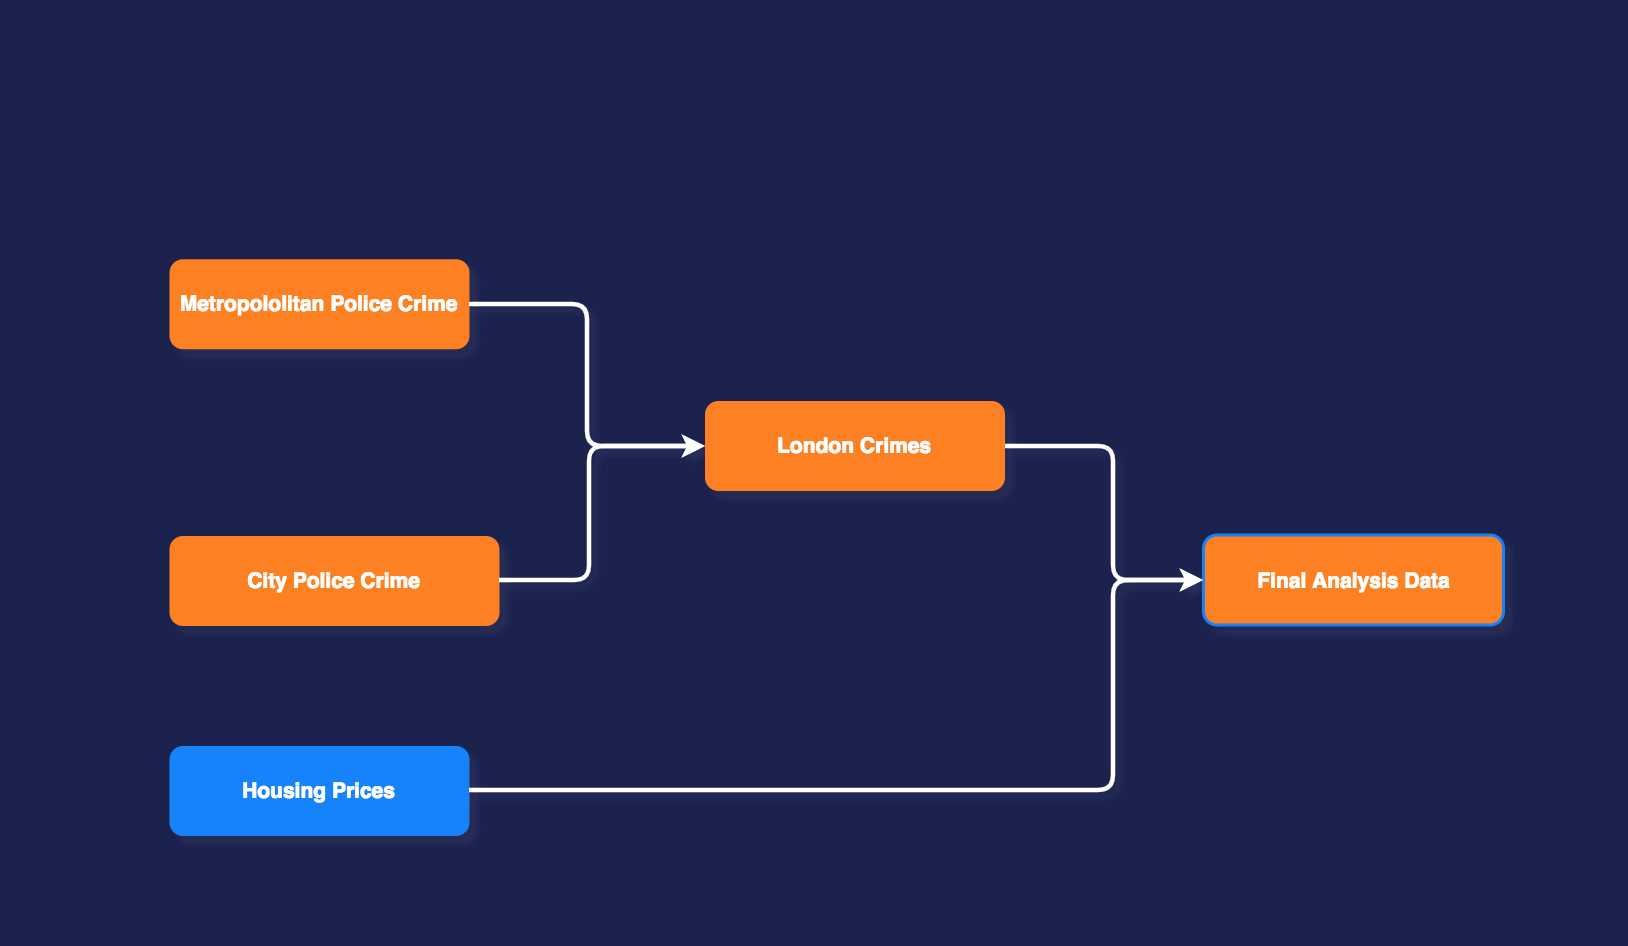 Metropololitan Police Crime
London Crimes
City Police Crime
Final Analysis Data
Housing Prices